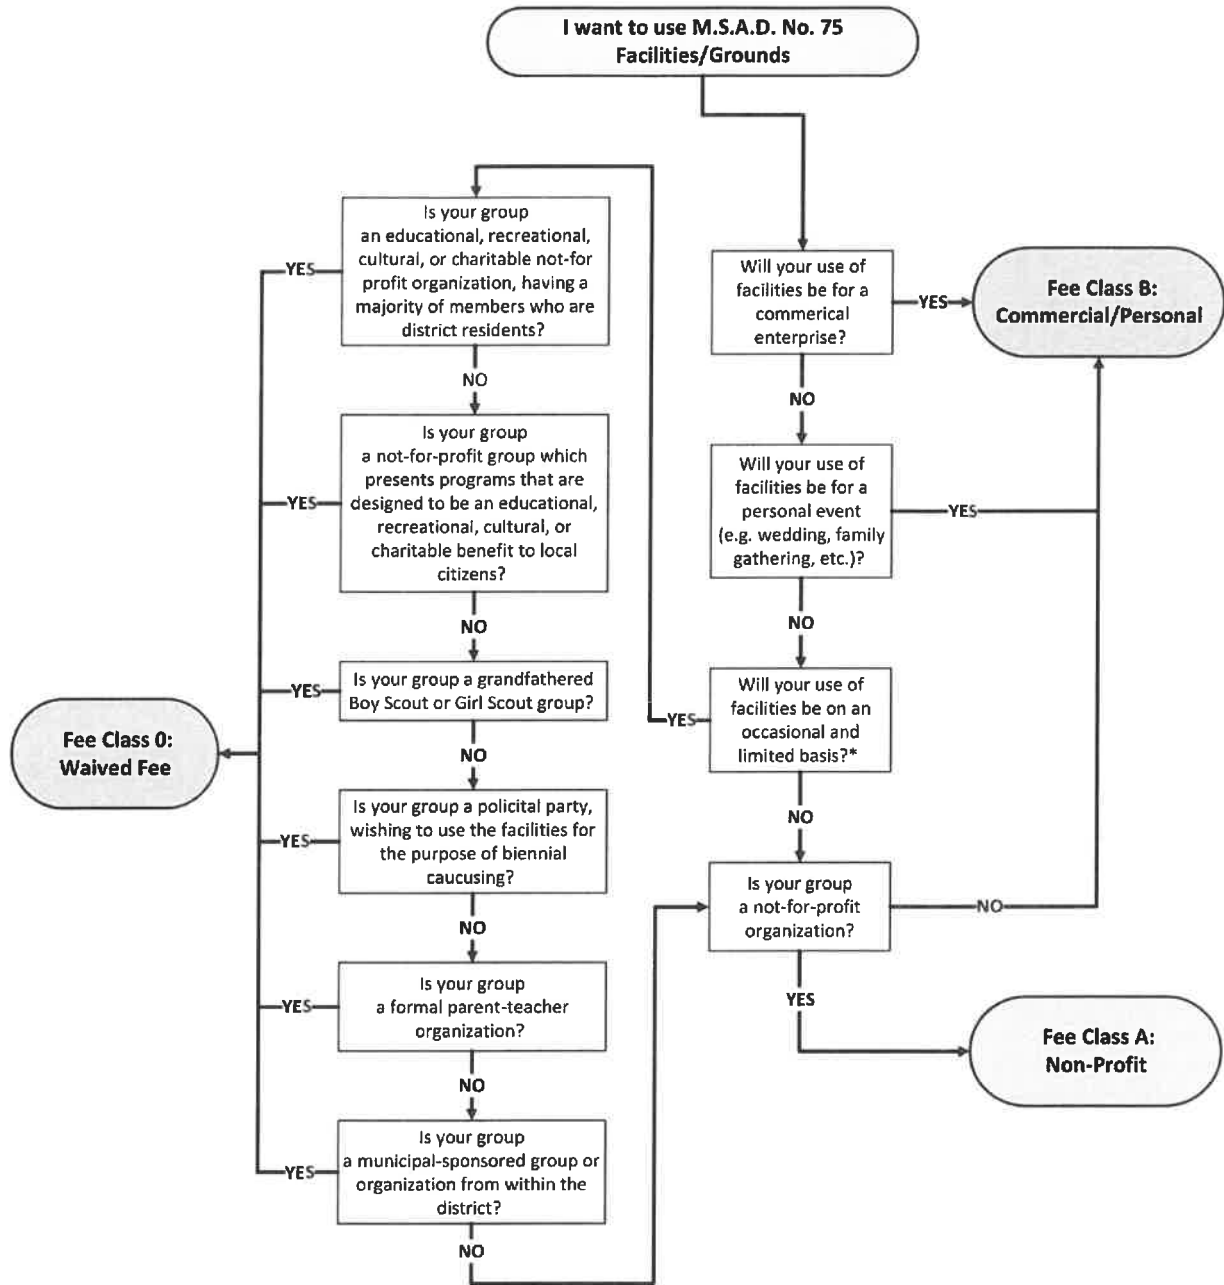 I want to use M.S.A.D. No. 75
Facilities/Grounds
Will your use of
facilities be for a
commerical
enterprise?
YES
Fee Class B:
Commercial/Personal
NO
Will your use of
facilities be for a
personal event
(e.g. wedding, family
gathering, etc.)?
YES
NO
Will your use of
facilities be on an
occasional and
limited basis?*
YES
NO
Is your group
a not-for-profit
organization?
NO
YES
Fee Class A:
Non-Profit
Is your group
an educational, recreational,
cultural, or charitable not-for
profit organization, having a
majority of members who are
district residents?
YES
NO
Is your group
a not-for-profit group which
presents programs that are
designed to be an educational,
recreational, cultural, or
charitable benefit to local
citizens?
YES
NO
Is your group a grandfathered
Boy Scout or Girl Scout group?
YES
NO
Fee Class 0:
Waived Fee
Is your group a policital party,
wishing to use the facilities for
the purpose of biennial
caucusing?
YES
NO
Is your group
a formal parent-teacher
organization?
YES
NO
Is your group
a municipal-sponsored group or
organization from within the
district?
YES
NO